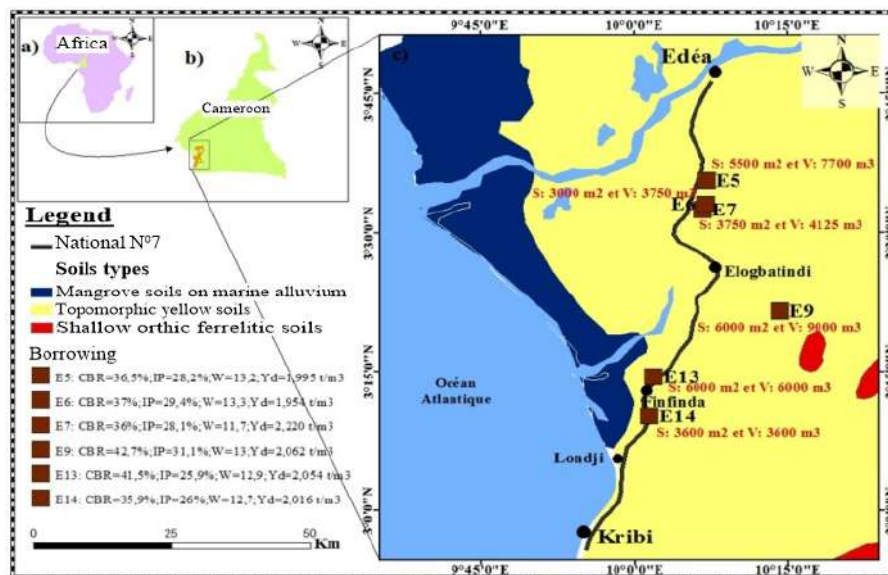 a)
Africa
N
W
E
S
b)
N
W
E
S
Cameroon
Legend
National Nº7
Soils types
Mangrove soils on marine alluvium
Topomorphic yellow soils
Shallow orthic ferrelitic soils
Borrowing
E5: CBR=36,5%;IP=28,2%;W=13,2;Yd=1,995 t/m3
E6: CBR=37%;IP=29,4%;W=13,3;Yd=1,954 t/m3
E7: CBR=36%;IP=28,1%;W=11,7;Yd=2,220 t/m3
E9: CBR=42,7%;IP=31,1%;W=13;Yd=2,062 t/m3
E13: CBR=41,5%;IP=25,9%;W=12,9;Yd=2,054 t/m3
E14: CBR=35,9%;IP=26%;W=12,7;Yd=2,016 t/m3
0 25 50
Km
9°45'0"E 10°0'0"E 10°15'0"E
c)
Edéa
N
W
E
S
3°45'0"N
S: 5500 m2 et V: 7700 m3
E5
S: 3000 m2 et V: 3750 m3
E6
E7
S: 3750 m2 et V: 4125 m3
3°30'0"N
Elogbatindi
E9
S: 6000 m2 et V: 9000 m3
3°15'0"N
E13
S: 6000 m2 et V: 6000 m3
Océan
Atlantique
Finfinda
E14
S: 3600 m2 et V: 3600 m3
Londji
Kribi
9°45'0"E 10°0'0"E 10°15'0"E